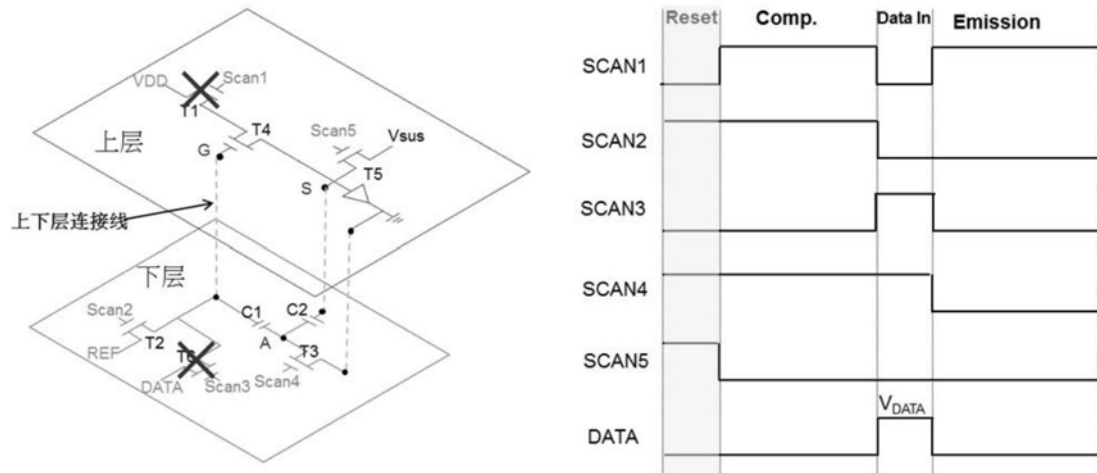 VDD
Scan1
T1
T4
上层
G
Scan5
Vsus
T5
S
上下层连接线
下层
Scan2
C1
C2
T2
A
T3
REF
T6
DATA
Scan3
Scan4
Reset
Comp.
Data In
Emission
SCAN1
SCAN2
SCAN3
SCAN4
SCAN5
VDATA
DATA